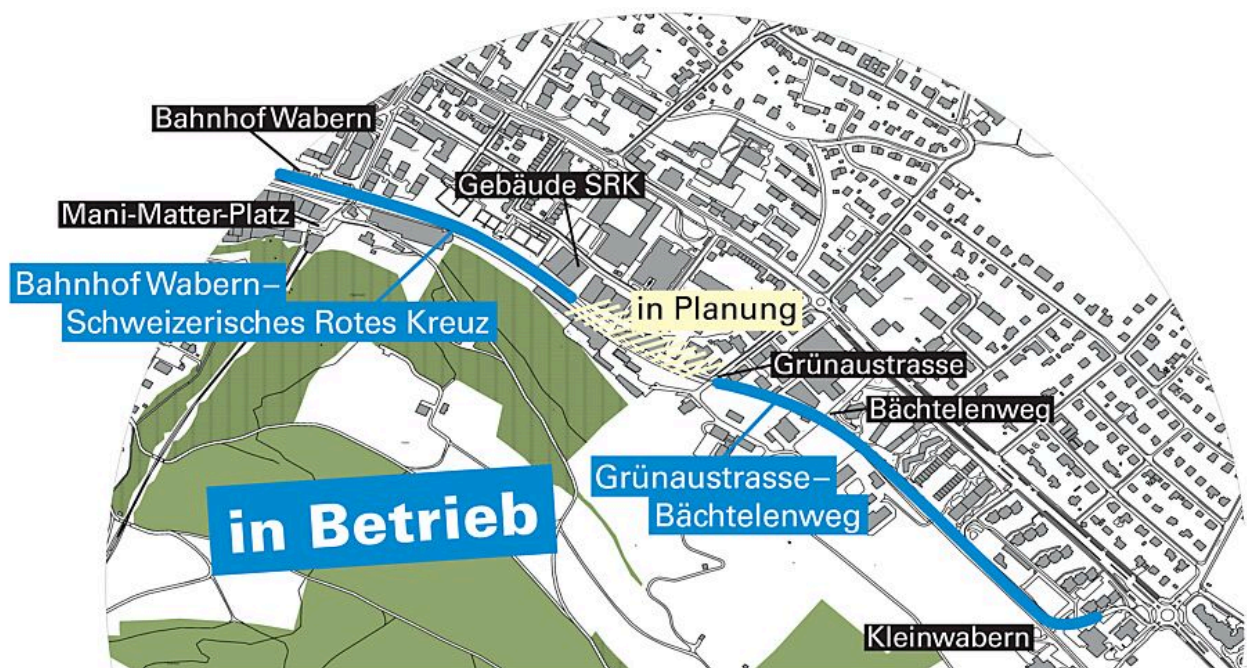 Bahnhof Wabern
Gebäude SRK
Mani-Matter-Platz
Bahnhof Wabern–
Schweizerisches Rotes Kreuz
in Planung
Grünaustrasse
Bächtelenweg
Grünaustrasse–
Bächtelenweg
in Betrieb
Kleinwabern